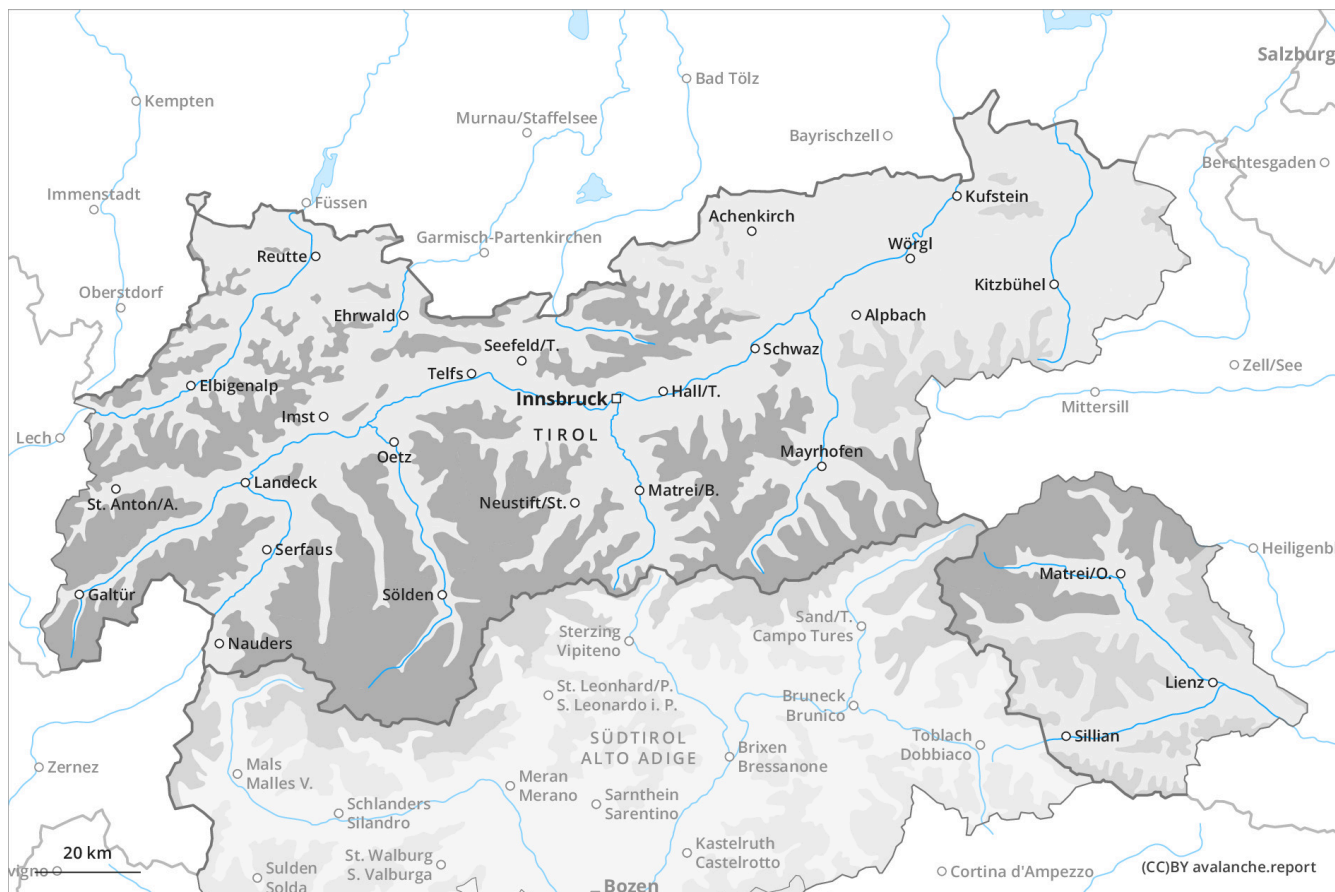 Salzburg
Bad Tölz
Kempten
Murnau/Staffelsee
Bayrischzell
Berchtesgaden
Immenstadt
Füssen
Kufstein
Achenkirch
Garmisch-Partenkirchen
Wörgl
Reutte
Kitzbühel
Oberstdorf
Ehrwald
Alpbach
Seefeld/T.
Schwaz
Zell/See
Telfs
Elbigenalp
Innsbruck
Hall/T.
Mittersill
Imst
Lech
TIROL
Oetz
Mayrhofen
Landeck
Matrei/B.
St. Anton/A.
Neustift/St.
Serfaus
Heiligenb
Matrei/O.
Galtür
Sölden
Sand/T.
Campo Tures
Sterzing
Vipiteno
Nauders
Lienz
St. Leonhard/P.
S. Leonardo i. P.
Bruneck
Brunico
SÜDTIROL
ALTO ADIGE
Toblach
Dobbiaco
Sillian
Brixen
Bressanone
Zernez
Mals
Malles V.
Meran
Merano
Sarnthein
Sarentino
Schlanders
Silandro
Kastelruth
Castelrotto
20 km
St. Walburg
S. Valburga
vigno
Sulden
Solda
Cortina d'Ampezzo
(CC)BY avalanche.report
Bozen